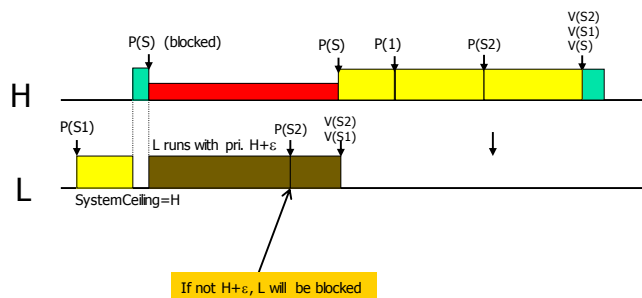 V(S2)
V(S1)
P(S) (blocked)
P(S)
P(1)
P(S2)
V(S)
H
P(S1)
P(S2)
V(S2)
V(S1)
L runs with pri. H+ε
L
SystemCeiling=H
If not H+ε, L will be blocked